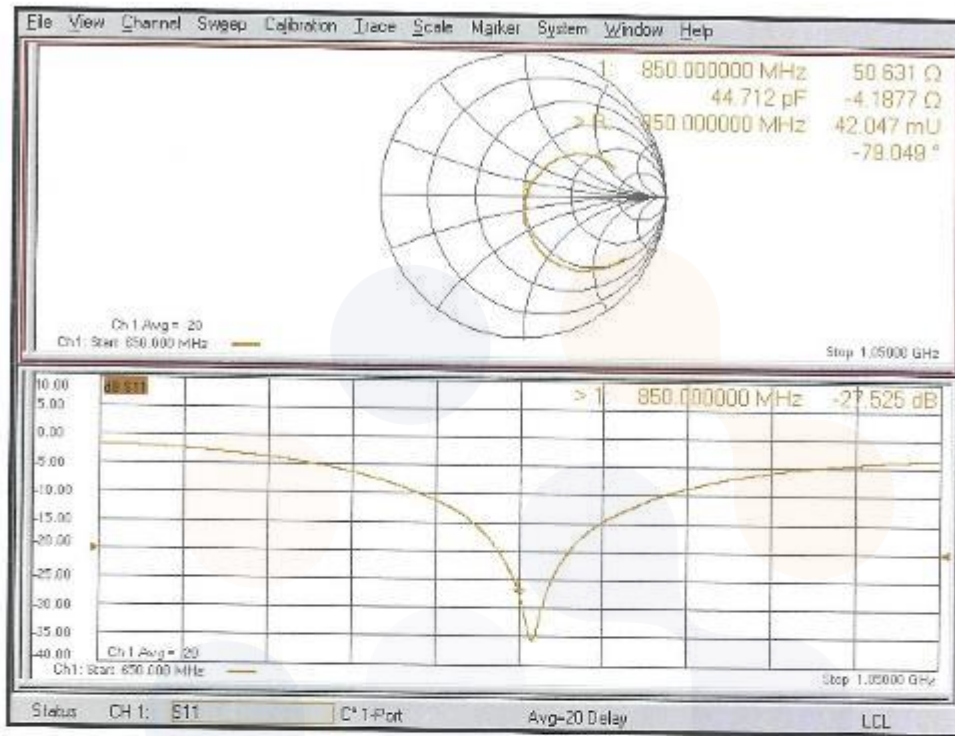 File View Channel Sweep Calibration Trace Scale Marker System Window Help
1: 850.000000 MHz 50.631 Ω
44.712 pF -4.1877 Ω
> R: 850.000000 MHz 42.047 mU
-79.049 °
Ch 1 Avg = 20
Ch1: Start 650.000 MHz
Stop 1.05000 GHz
10.00
dB S11
> 1: 850.000000 MHz -27.525 dB
5.00
0.00
-5.00
-10.00
-15.00
-20.00
-25.00
-30.00
-35.00
-40.00
Ch 1 Avg = 20
Ch1: Start 650.000 MHz
Stop 1.05000 GHz
Status CH 1: S11 C* 1-Port Avg=20 Delay LCL